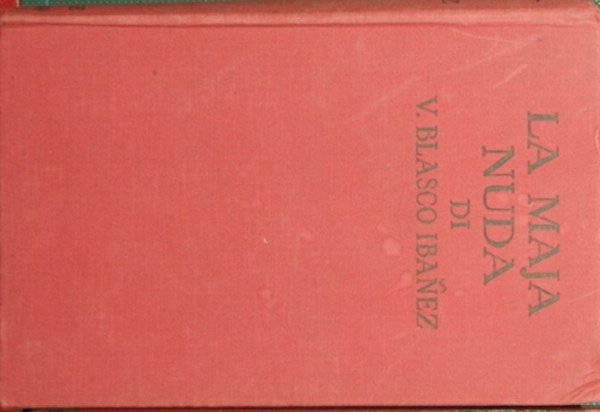 LA MAJA
NUDA
DI
V. BLASCO IBAÑEZ